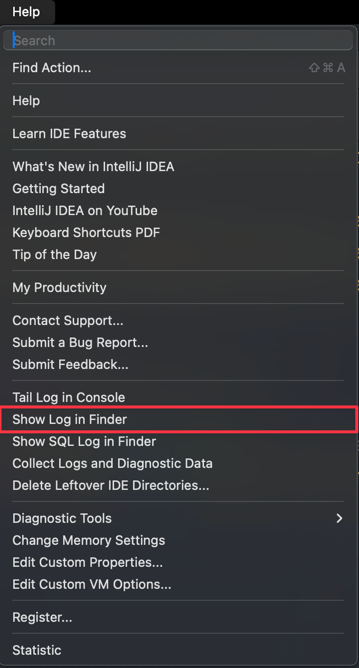 Help
Search
Find Action...
⇧⌘A
Help
Learn IDE Features
What's New in IntelliJ IDEA
Getting Started
IntelliJ IDEA on YouTube
Keyboard Shortcuts PDF
Tip of the Day
My Productivity
Contact Support...
Submit a Bug Report...
Submit Feedback...
Tail Log in Console
Show Log in Finder
Show SQL Log in Finder
Collect Logs and Diagnostic Data
Delete Leftover IDE Directories...
Diagnostic Tools
Change Memory Settings
Edit Custom Properties...
Edit Custom VM Options...
Register...
Statistic